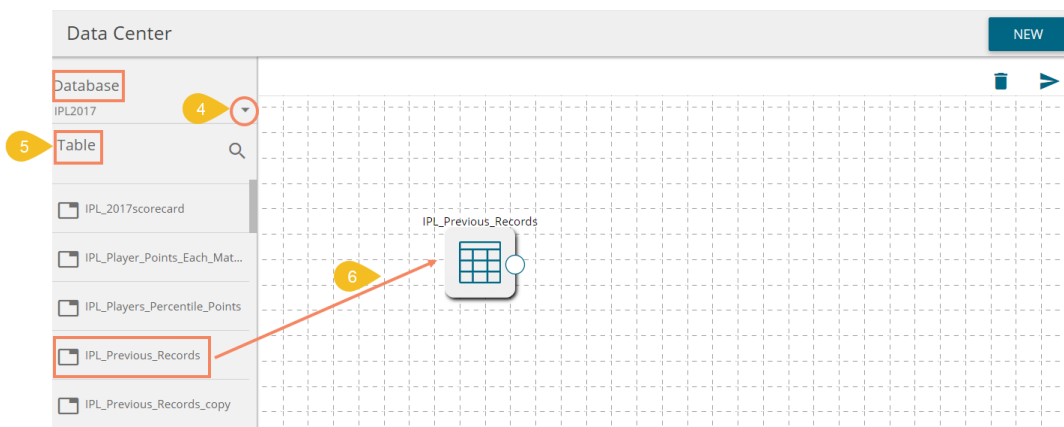 Data Center
NEW
Database
IPL2017
4
5
Table
IPL_2017scorecard
IPL_Previous_Records
IPL_Player_Points_Each_Mat...
6
IPL_Players_Percentile_Points
IPL_Previous_Records
IPL_Previous_Records_copy